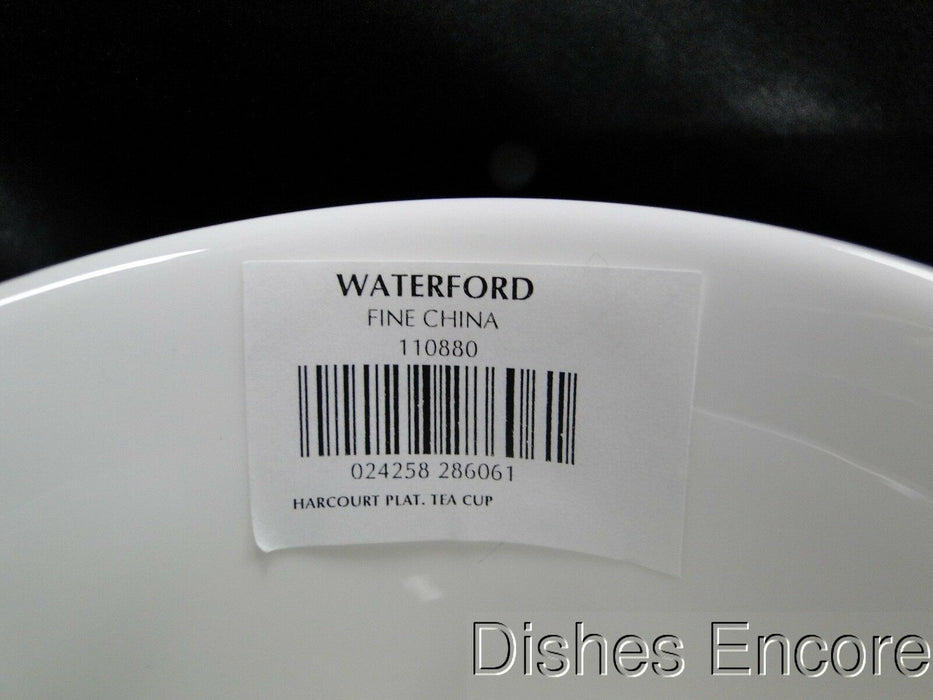 WATERFORD
FINE CHINA
110880
024258 286061
HARCOURT PLAT. TEA CUP
Dishes Encore